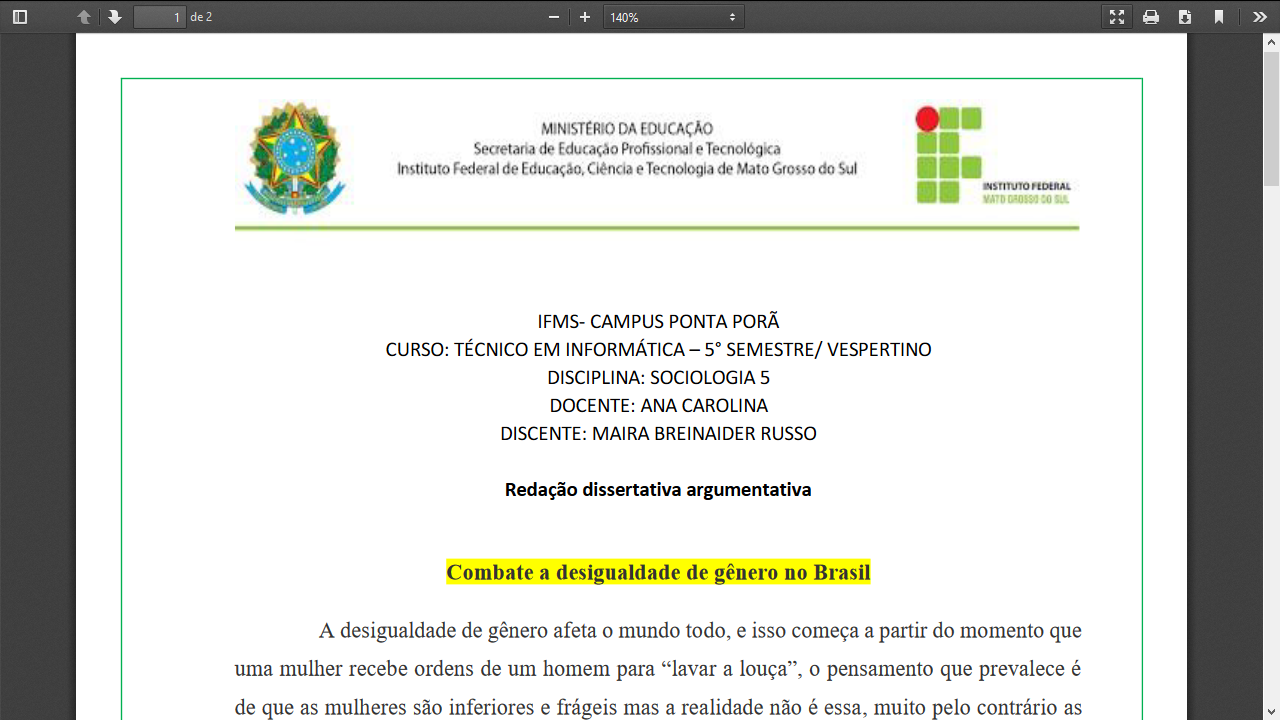 1 de 2 140%
MINISTÉRIO DA EDUCAÇÃO
Secretaria de Educação Profissional e Tecnológica
Instituto Federal de Educação, Ciência e Tecnologia de Mato Grosso do Sul
INSTITUTO FEDERAL
MATO GROSSO DO SUL
IFMS- CAMPUS PONTA PORÃ
CURSO: TÉCNICO EM INFORMÁTICA – 5° SEMESTRE/ VESPERTINO
DISCIPLINA: SOCIOLOGIA 5
DOCENTE: ANA CAROLINA
DISCENTE: MAIRA BREINAIDER RUSSO
Redação dissertativa argumentativa
Combate a desigualdade de gênero no Brasil
A desigualdade de gênero afeta o mundo todo, e isso começa a partir do momento que
uma mulher recebe ordens de um homem para “lavar a louça”, o pensamento que prevalece é
de que as mulheres são inferiores e frágeis mas a realidade não é essa, muito pelo contrário as